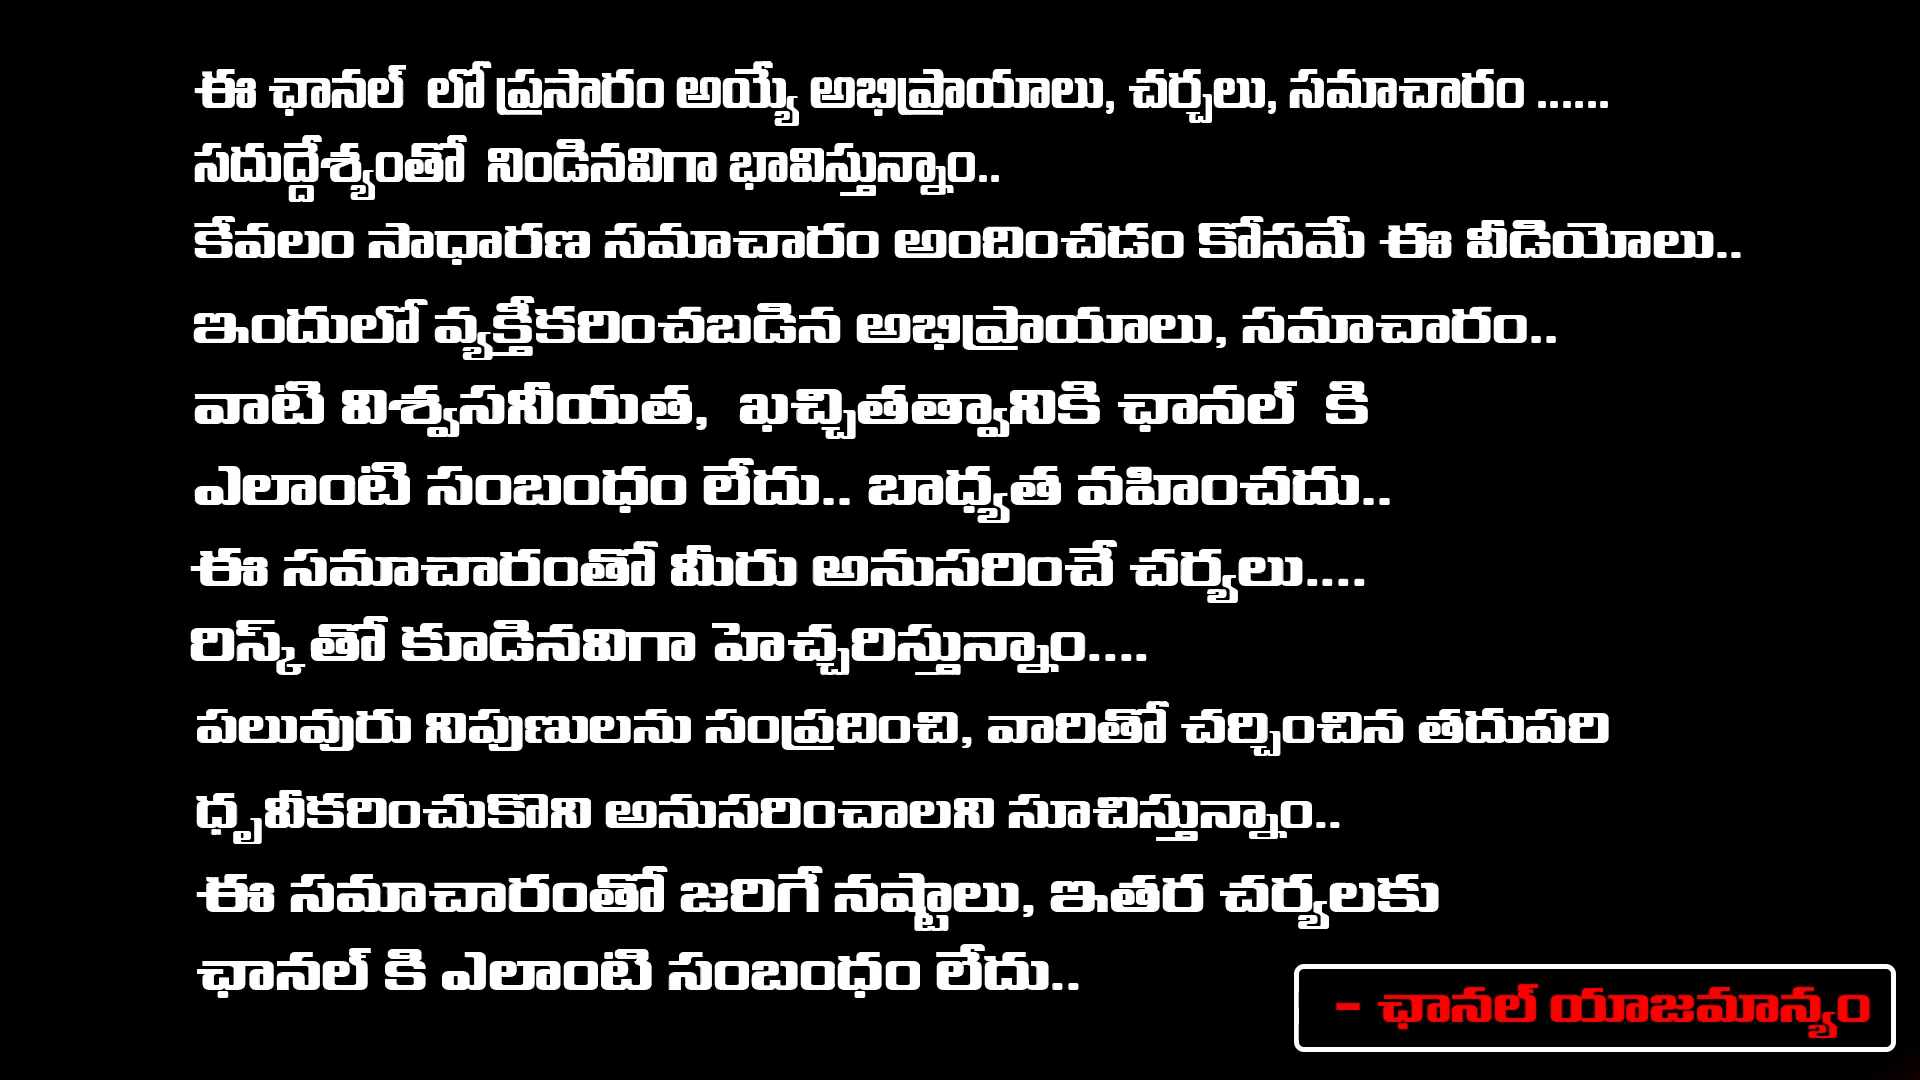 ఈ ఛానల్ లో ప్రసారం అయ్యే అభిప్రాయాలు, చర్చలు, సమాచారం ......
సదుద్దేశ్యంతో నిండినవిగా భావిస్తున్నాం..
కేవలం సాధారణ సమాచారం అందించడం కోసమే ఈ వీడియోలు..
ఇందులో వ్యక్తీకరించబడిన అభిప్రాయాలు, సమాచారం..
వాటి విశ్వసనీయత, ఖచ్చితత్వానికి ఛానల్ కి
ఎలాంటి సంబంధం లేదు.. బాధ్యత వహించదు..
ఈ సమాచారంతో మీరు అనుసరించే చర్యలు....
రిస్క్ తో కూడినవిగా హెచ్చరిస్తున్నాం....
పలువురు నిపుణులను సంప్రదించి, వారితో చర్చించిన తదుపరి
ధృవీకరించుకొని అనుసరించాలని సూచిస్తున్నాం..
ఈ సమాచారంతో జరిగే నష్టాలు, ఇతర చర్యలకు
ఛానల్ కి ఎలాంటి సంబంధం లేదు..
- ఛానల్ యాజమాన్యం